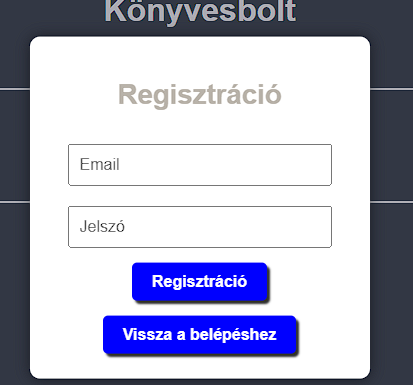 Könyvesbolt
Regisztráció
Email
Jelszó
Regisztráció
Vissza a belépéshez